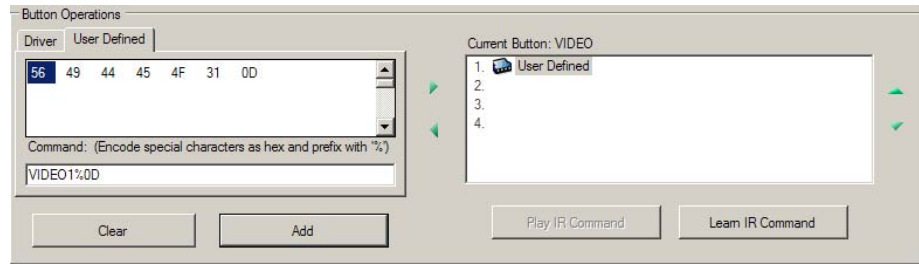 Button Operations
Driver User Defined
56 49 44 45 4F 31 0D
Command: (Encode special characters as hex and prefix with '%')
VIDEO1%0D
Clear
Add
Current Button: VIDEO
1. User Defined
2.
3.
4.
Play IR Command
Learn IR Command